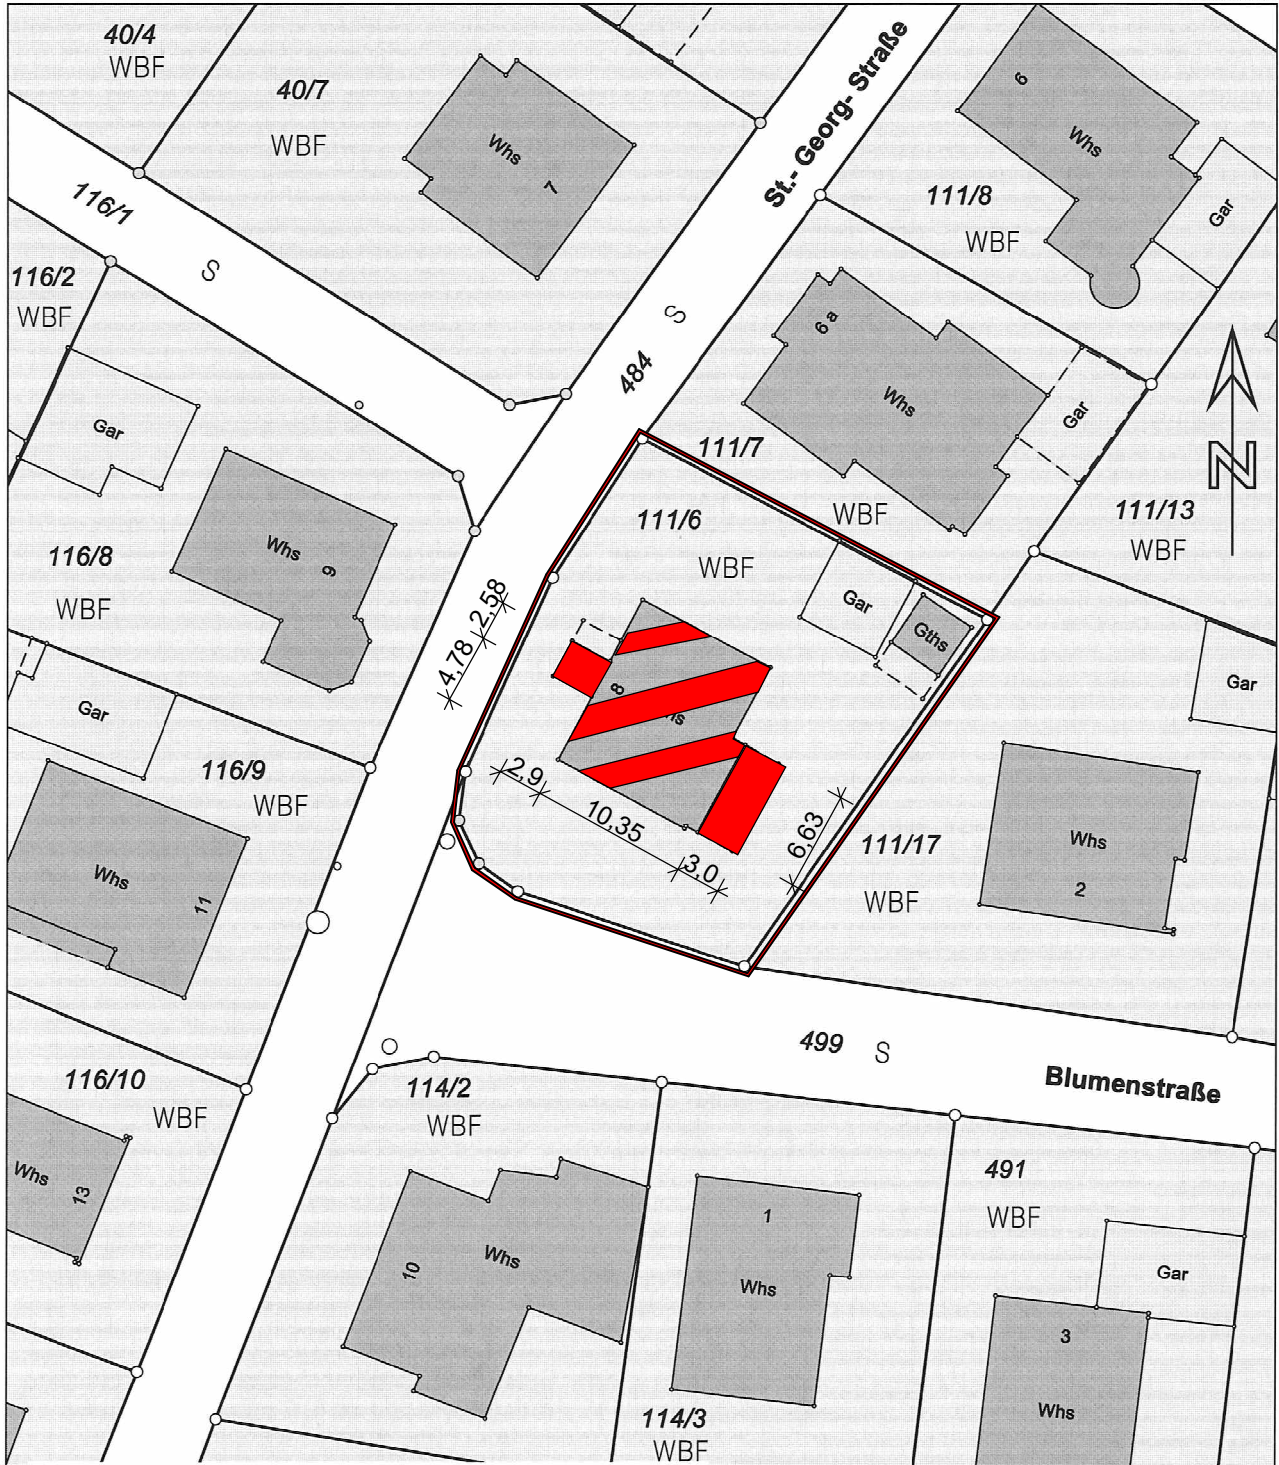 40/4
WBF
40/7
WBF
Whs
7
St.- Georg- Straße
6
Whs
111/8
WBF
Gar
116/1
S
116/2
WBF
S
484
6 a
Whs
Gar
N
Gar
111/7
WBF
111/13
WBF
116/8
WBF
Whs
9
111/6
WBF
Gar
Gths
2,58
4,78
8
hs
Gar
Gar
116/9
WBF
2,9
10,35
3,0
6,63
111/17
WBF
Whs
2
Whs
11
499
S
Blumenstraße
116/10
WBF
114/2
WBF
Whs
13
10
Whs
1
Whs
491
WBF
Gar
3
Whs
114/3
WBF